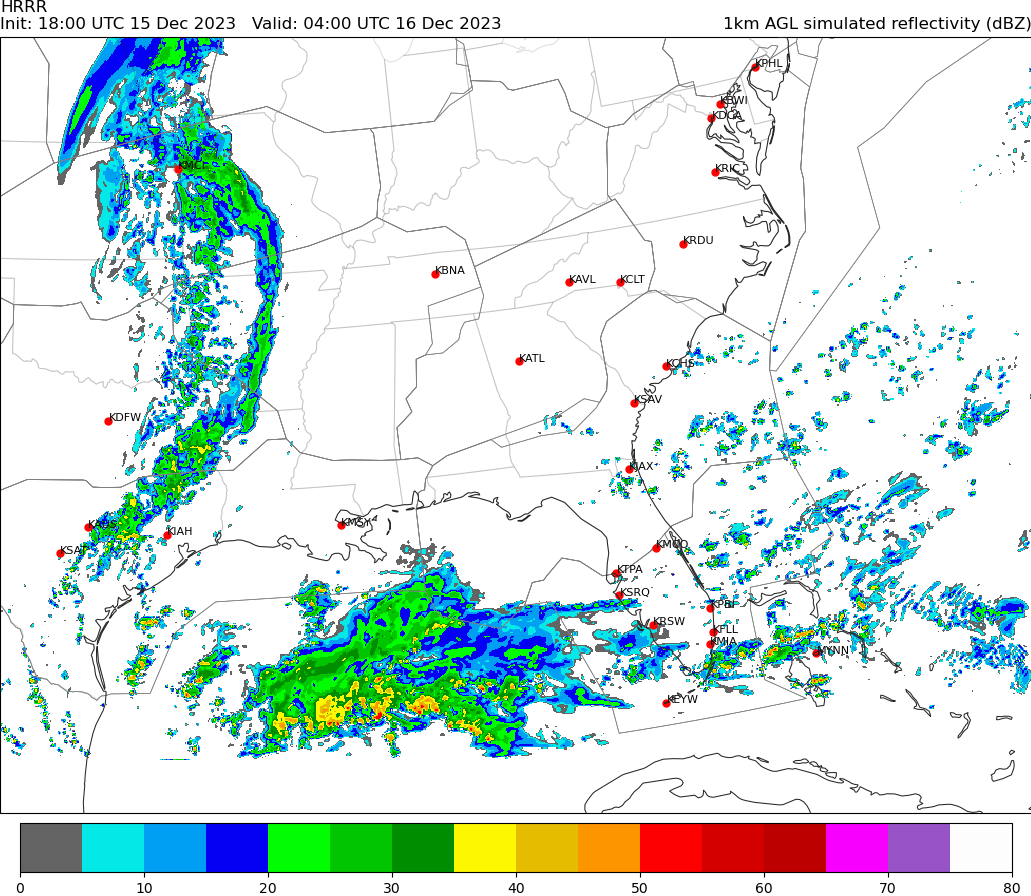 HRRR
Init: 18:00 UTC 15 Dec 2023   Valid: 04:00 UTC 16 Dec 2023   1km AGL simulated reflectivity (dBZ)
KPHL
KBWI
KDCA
KMCI
KRIC
KRDU
KBNA
KAVL
KCLT
KATL
KCHS
KSAV
KDFW
KJAX
KAUS
KMSY
KIAH
KSAT
KMCO
KTPA
KSRQ
KPBI
KRSW
KFLL
KMIA
MYNN
KEYW
0 10 20 30 40 50 60 70 80